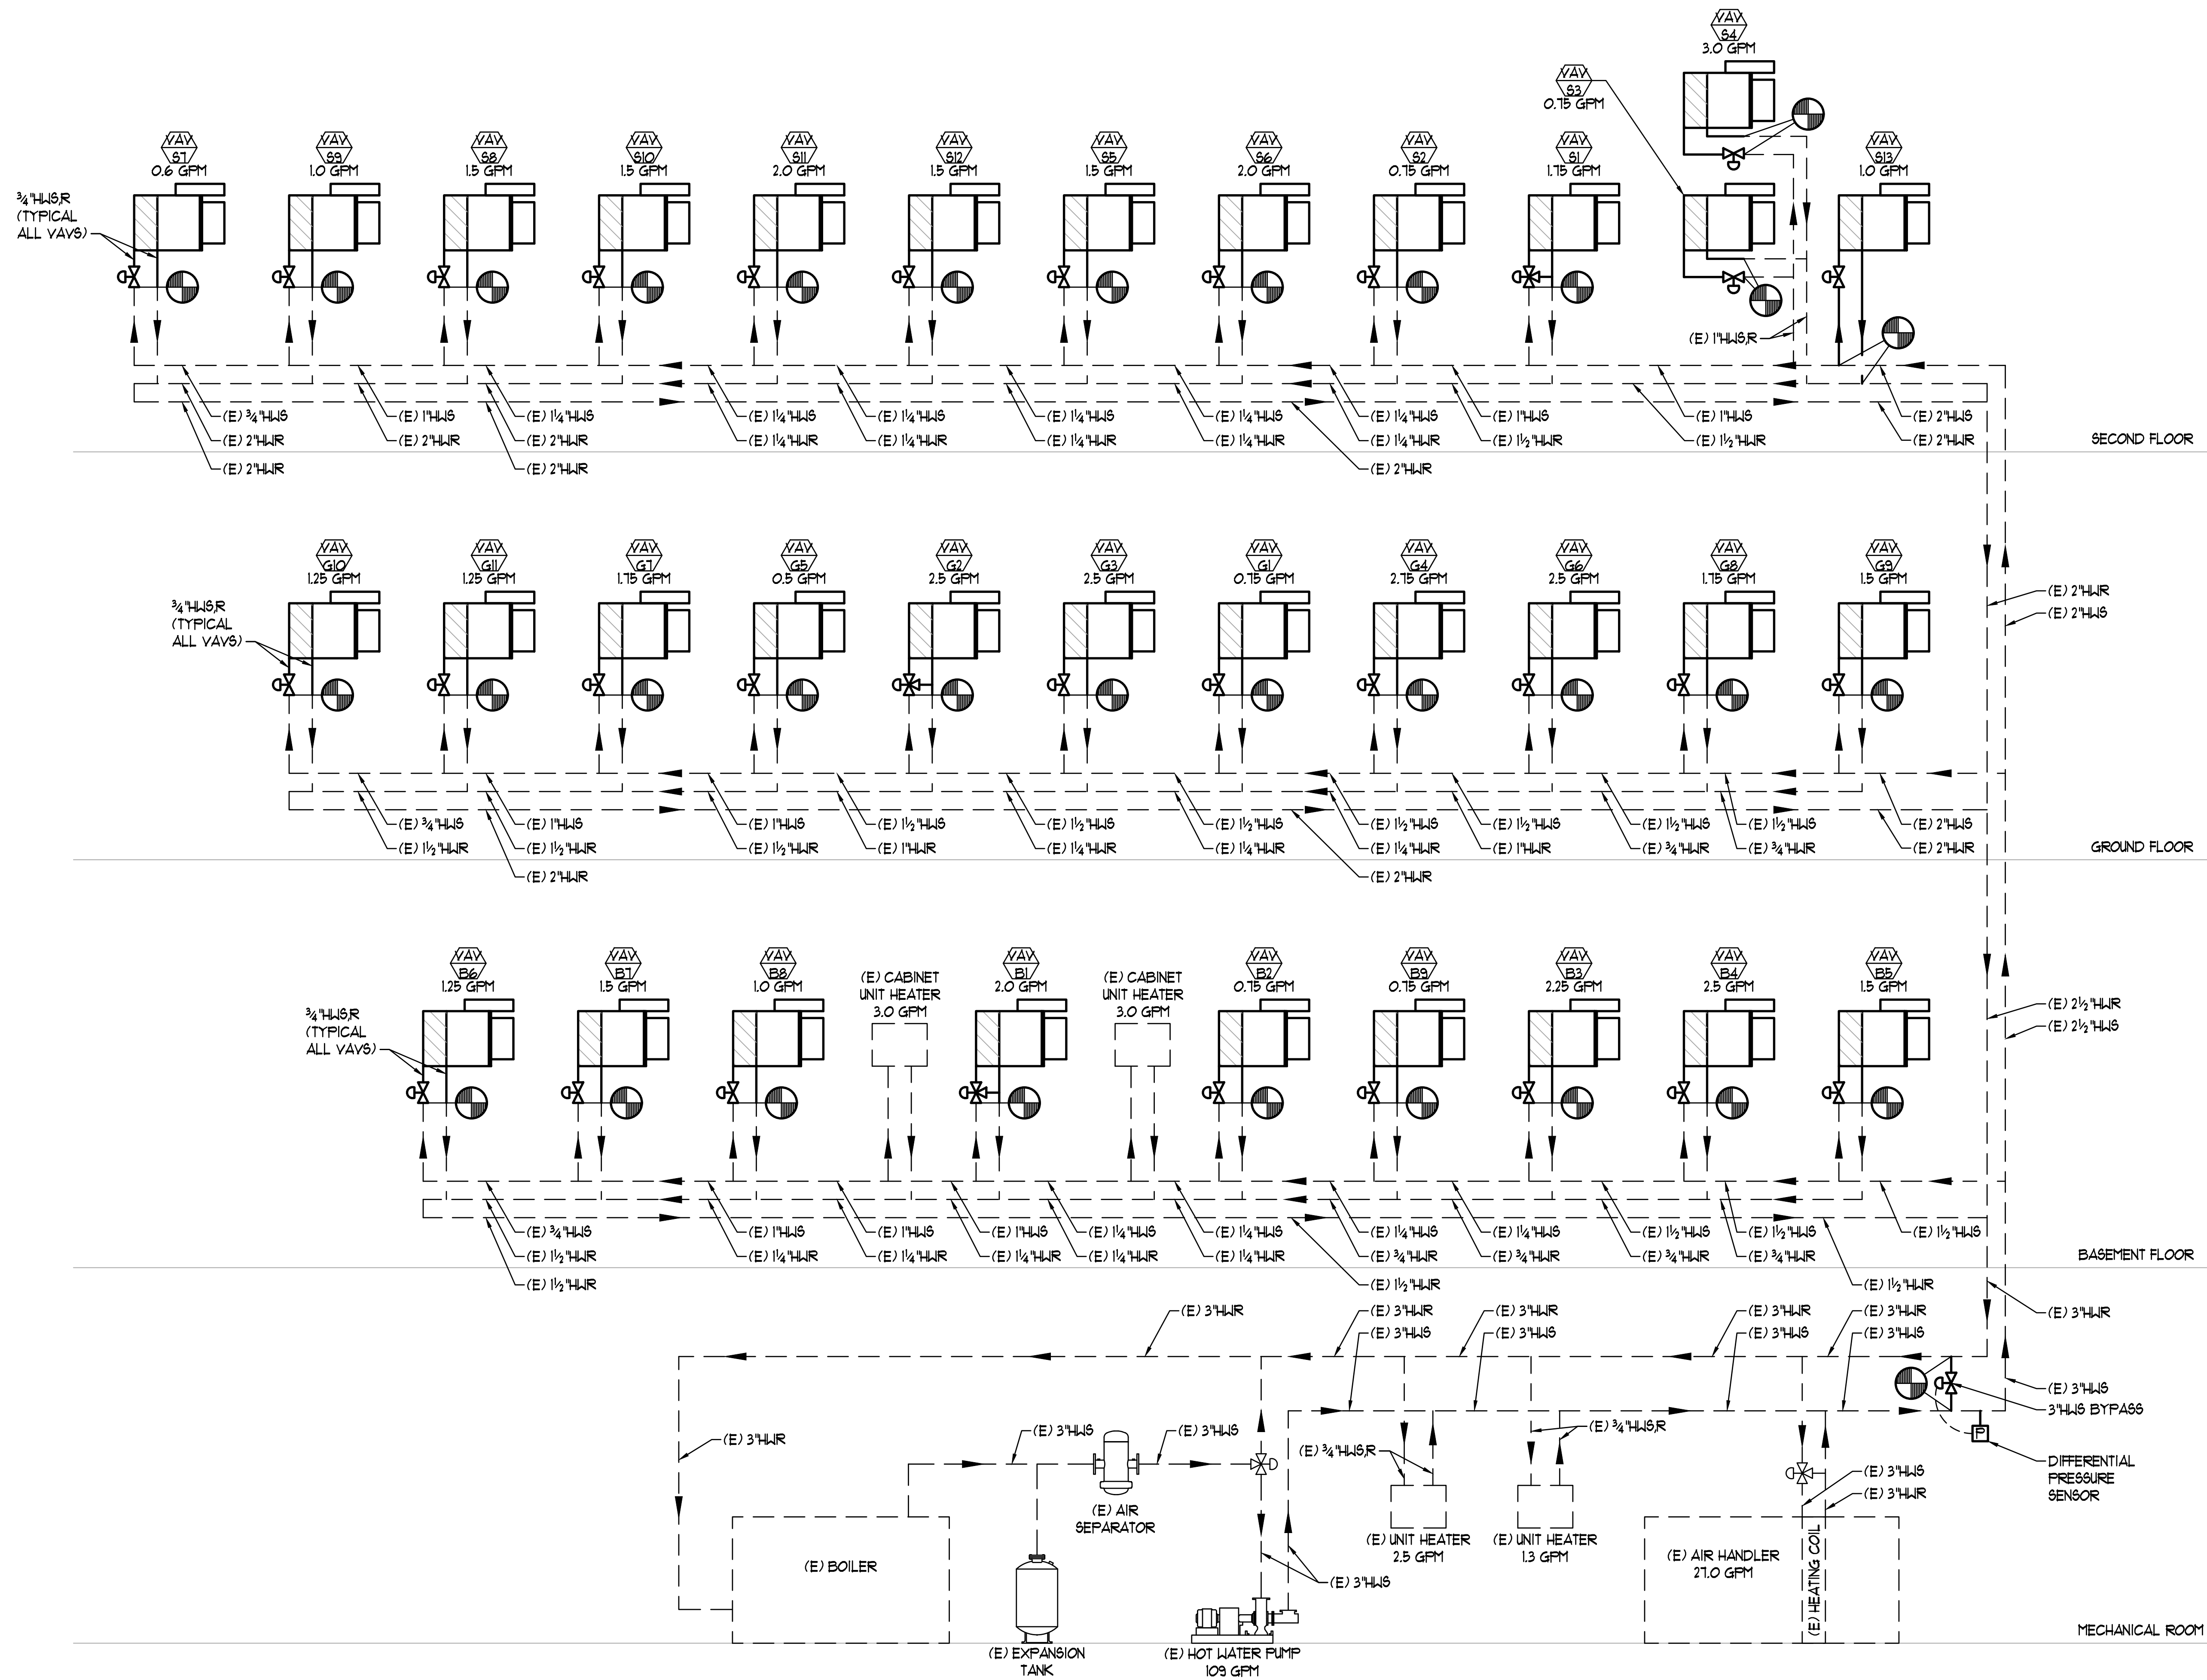 VAV
S4
3.0 GPM
VAV
S3
0.75 GPM
VAV
S7
0.6 GPM
VAV
S9
1.0 GPM
VAV
S8
1.5 GPM
VAV
S10
1.5 GPM
VAV
S11
2.0 GPM
VAV
S12
1.5 GPM
VAV
S5
1.5 GPM
VAV
S6
2.0 GPM
VAV
S2
0.75 GPM
VAV
S1
1.75 GPM
VAV
S13
1.0 GPM
¾"HWS,R
(TYPICAL
ALL VAVS)
(E) 1"HWS,R
(E) ¾"HWS
(E) 2"HWR
(E) 2"HWR
(E) 1"HWS
(E) 2"HWR
(E) 1¼"HWS
(E) 2"HWR
(E) 2"HWR
(E) 1¼"HWS
(E) 1¼"HWR
(E) 1¼"HWS
(E) 1¼"HWR
(E) 1¼"HWS
(E) 1¼"HWR
(E) 1¼"HWS
(E) 1¼"HWR
(E) 1¼"HWS
(E) 1¼"HWR
(E) 2"HWR
(E) 1"HWS
(E) 1½"HWR
(E) 1"HWS
(E) 1½"HWR
(E) 2"HWS
(E) 2"HWR
SECOND FLOOR
VAV
G10
1.25 GPM
VAV
G11
1.25 GPM
VAV
G7
1.75 GPM
VAV
G5
0.5 GPM
VAV
G2
2.5 GPM
VAV
G3
2.5 GPM
VAV
G1
0.75 GPM
VAV
G4
2.75 GPM
VAV
G6
2.5 GPM
VAV
G8
1.75 GPM
VAV
G9
1.5 GPM
¾"HWS,R
(TYPICAL
ALL VAVS)
(E) 2"HWR
(E) 2"HWS
(E) ¾"HWS
(E) 1½"HWR
(E) 1"HWS
(E) 1½"HWR
(E) 2"HWR
(E) 1"HWS
(E) 1½"HWR
(E) 1½"HWS
(E) 1"HWR
(E) 1½"HWS
(E) 1¼"HWR
(E) 1½"HWS
(E) 1¼"HWR
(E) 1½"HWS
(E) 1¼"HWR
(E) 2"HWR
(E) 1½"HWS
(E) 1"HWR
(E) 1½"HWS
(E) ¾"HWR
(E) 1½"HWS
(E) ¾"HWR
(E) 2"HWS
(E) 2"HWR
GROUND FLOOR
VAV
B6
1.25 GPM
VAV
B7
1.5 GPM
VAV
B8
1.0 GPM
(E) CABINET
UNIT HEATER
3.0 GPM
VAV
B1
2.0 GPM
(E) CABINET
UNIT HEATER
3.0 GPM
VAV
B2
0.75 GPM
VAV
B9
0.75 GPM
VAV
B3
2.25 GPM
VAV
B4
2.5 GPM
VAV
B5
1.5 GPM
¾"HWS,R
(TYPICAL
ALL VAVS)
(E) 2½"HWR
(E) 2½"HWS
(E) ¾"HWS
(E) 1½"HWR
(E) 1½"HWR
(E) 1"HWS
(E) 1¼"HWR
(E) 1"HWS
(E) 1¼"HWR
(E) 1"HWS
(E) 1¼"HWR
(E) 1¼"HWS
(E) 1¼"HWR
(E) 1¼"HWS
(E) 1¼"HWR
(E) 1¼"HWS
(E) ¾"HWR
(E) 1½"HWR
(E) 1¼"HWS
(E) ¾"HWR
(E) 1½"HWS
(E) ¾"HWR
(E) 1½"HWS
(E) ¾"HWR
(E) 1½"HWR
(E) 1½"HWS
BASEMENT FLOOR
(E) 3"HWR
(E) 3"HWR
(E) 3"HWS
(E) 3"HWR
(E) 3"HWS
(E) 3"HWR
(E) 3"HWS
(E) 3"HWR
(E) 3"HWS
(E) 3"HWR
(E) 3"HWS
3"HWS BYPASS
P
DIFFERENTIAL
PRESSURE
SENSOR
(E) 3"HWR
(E) 3"HWS
(E) 3"HWS
(E) AIR
SEPARATOR
(E) ¾"HWS,R
(E) ¾"HWS,R
(E) 3"HWS
(E) 3"HWR
(E) BOILER
(E) EXPANSION
TANK
(E) 3"HWS
(E) HOT WATER PUMP
109 GPM
(E) UNIT HEATER
2.5 GPM
(E) UNIT HEATER
1.3 GPM
(E) AIR HANDLER
27.0 GPM
(E) HEATING COIL
MECHANICAL ROOM